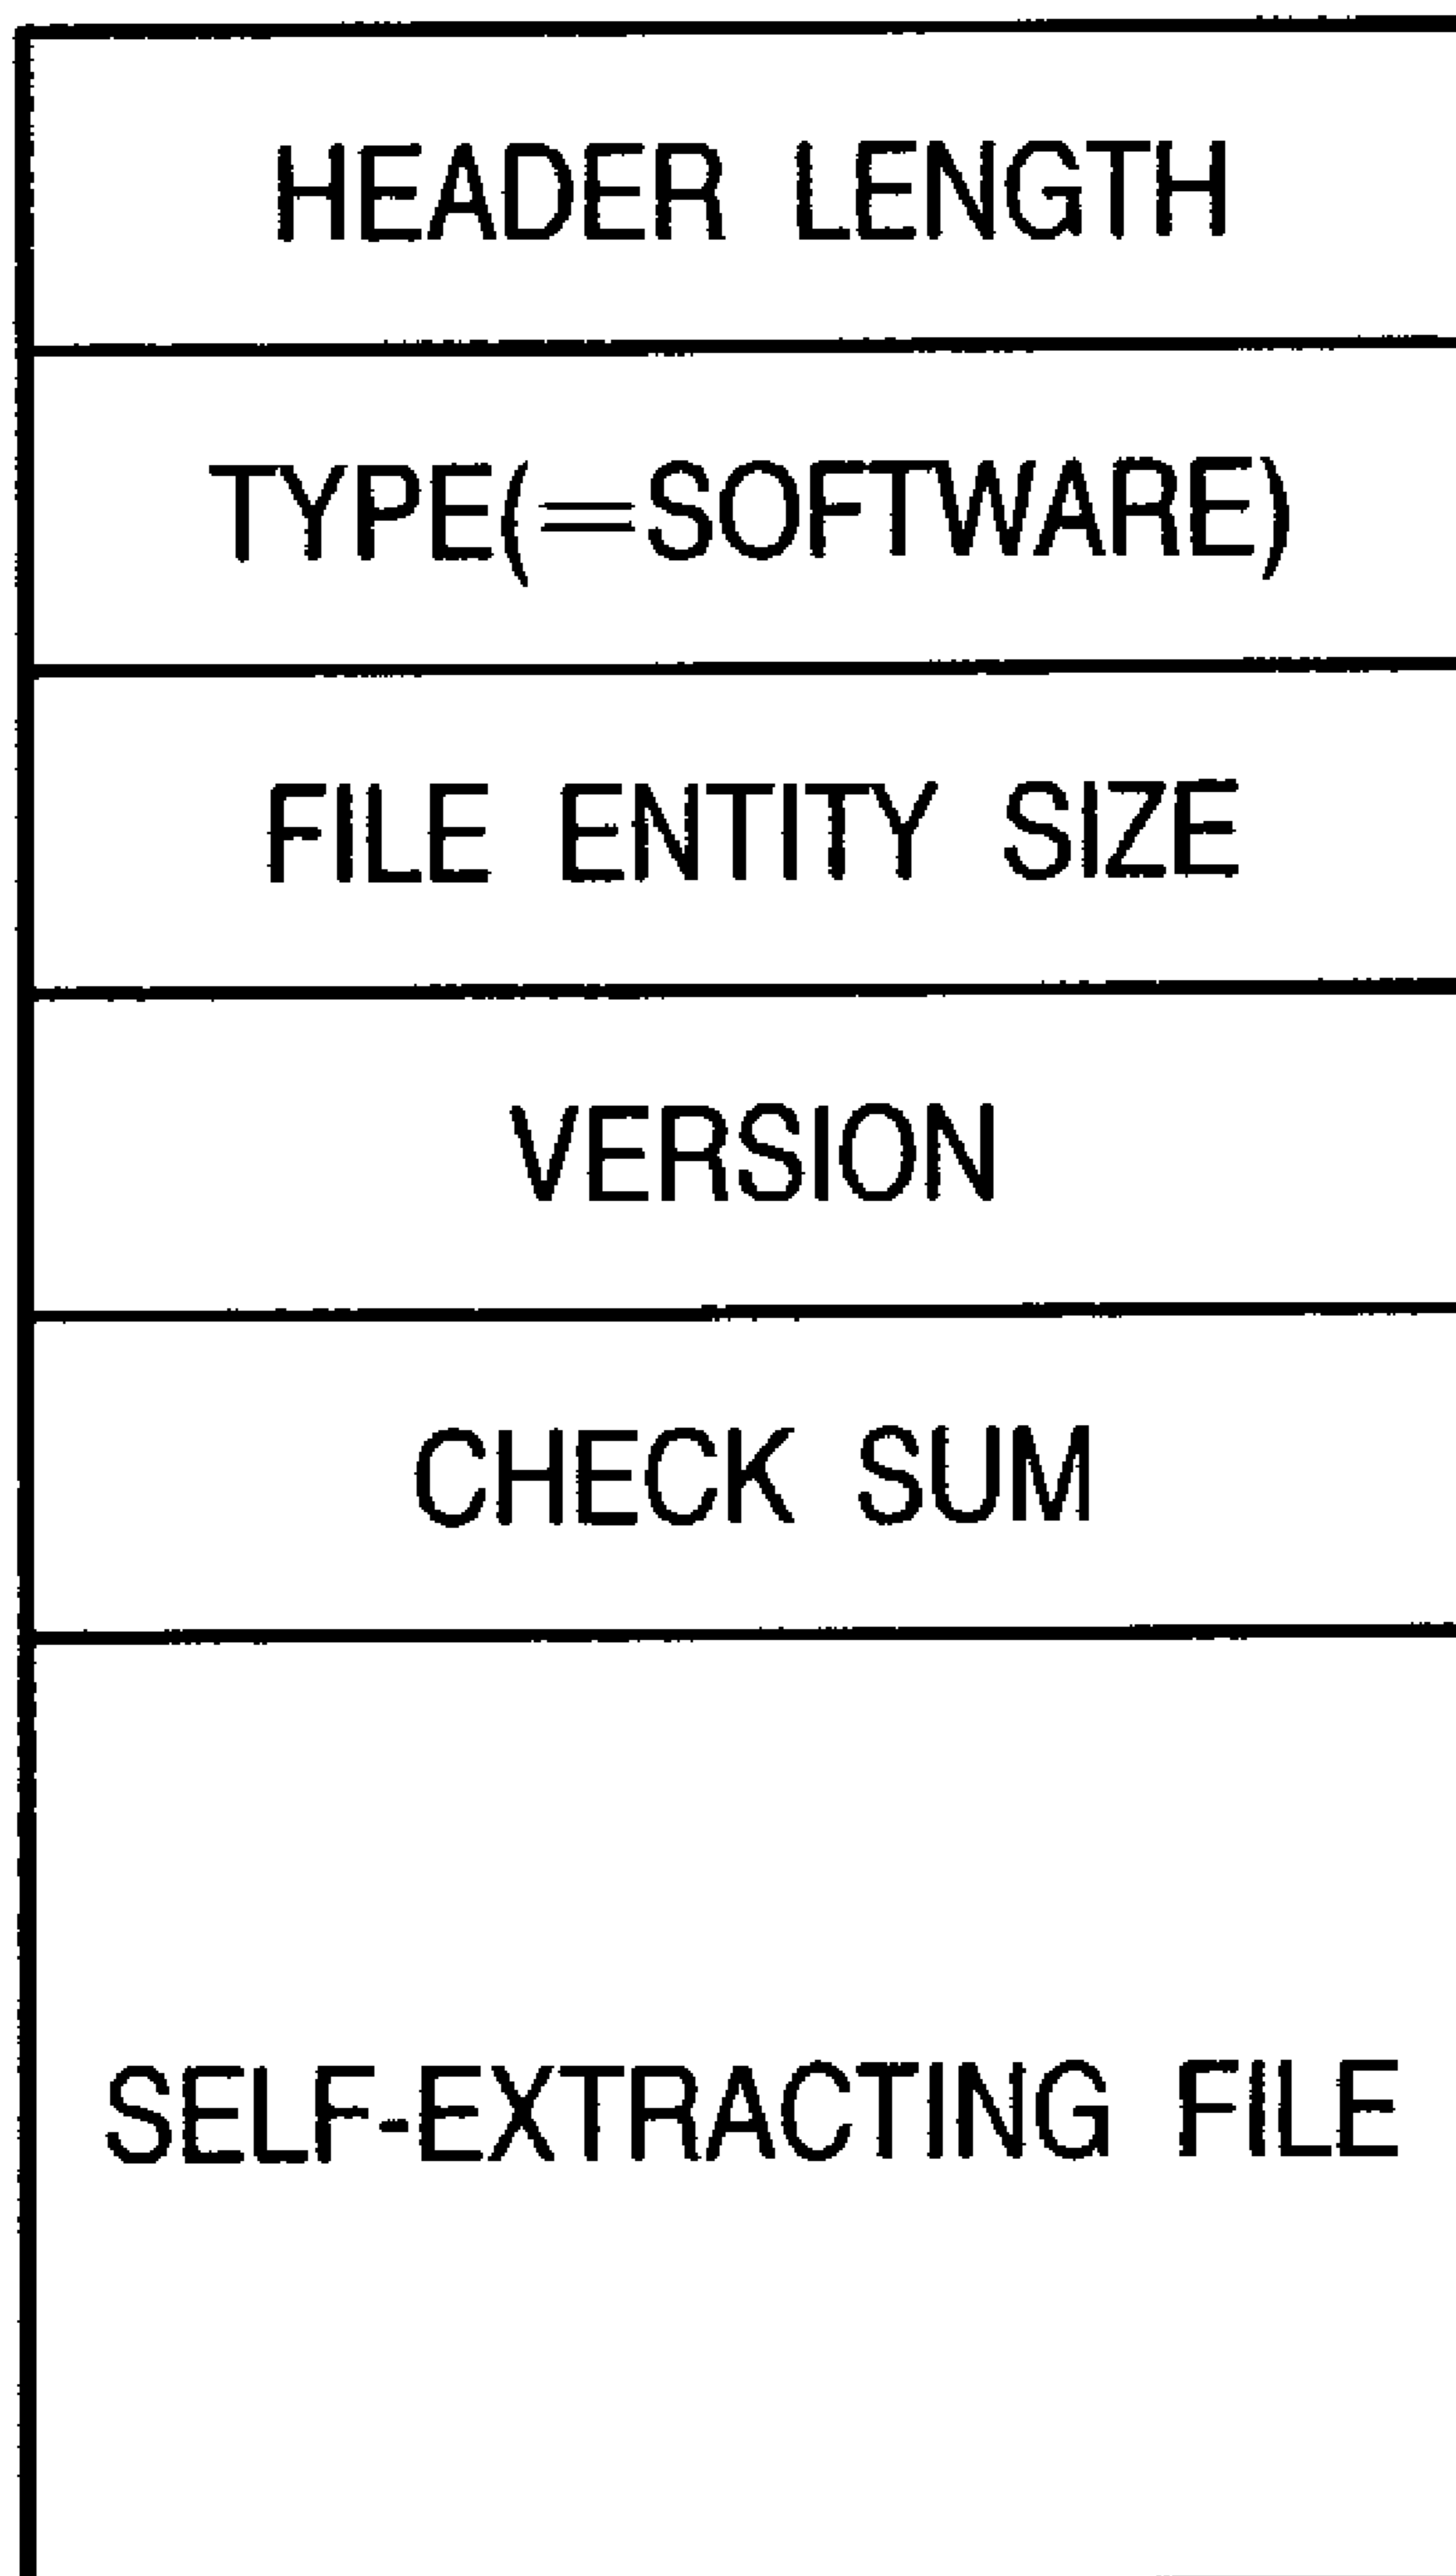 HEADER LENGTH
TYPE(=SOFTWARE)
FILE ENTITY SIZE
VERSION
CHECK SUM
SELF-EXTRACTING FILE